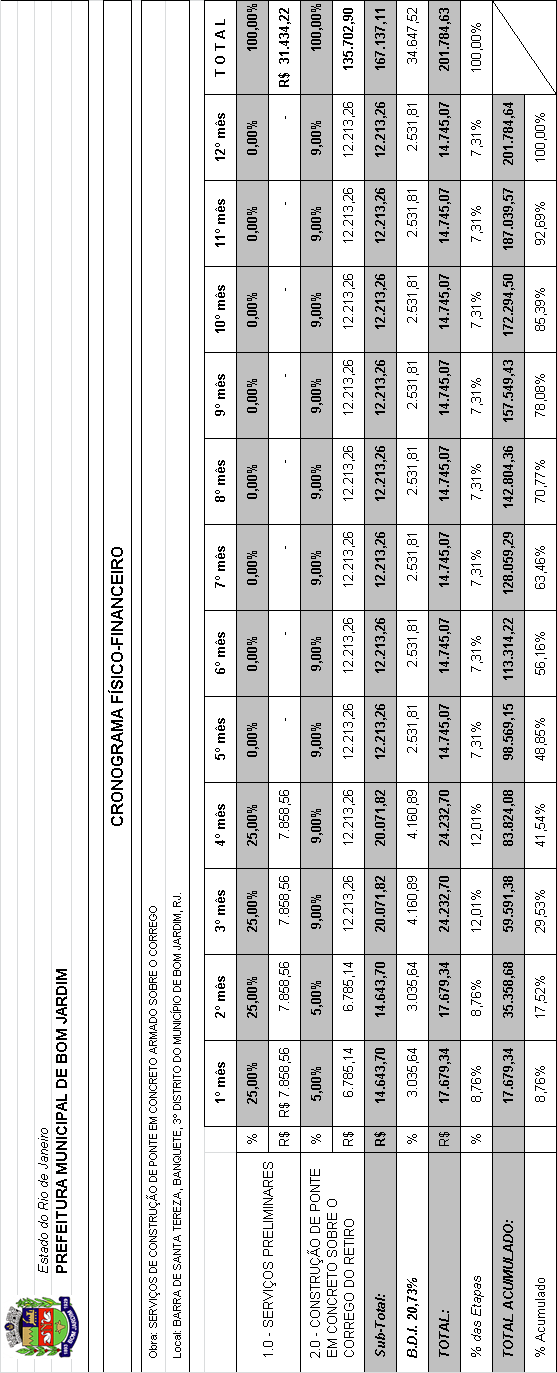 Estado do Rio de Janeiro
PREFEITURA MUNICIPAL DE BOM JARDIM
CRONOGRAMA FÍSICO-FINANCEIRO
Obra: SERVIÇOS DE CONSTRUÇÃO DE PONTE EM CONCRETO ARMADO SOBRE O CORREGO
Local: BARRA DE SANTA TEREZA, BANQUETE, 3º DISTRITO DO MUNICÍPIO DE BOM JARDIM, RJ.
1º mês 2º mês 3º mês 4º mês 5º mês 6º mês 7º mês 8º mês 9º mês 10º mês 11º mês 12º mês T O T A L
1.0 - SERVIÇOS PRELIMINARES
% 25,00% 25,00% 25,00% 25,00% 0,00% 0,00% 0,00% 0,00% 0,00% 0,00% 0,00% 0,00% 100,00%
R$ R$ 7.858,56 7.858,56 7.858,56 7.858,56 - - - - - - - - R$ 31.434,22
2.0 - CONSTRUÇÃO DE PONTE
EM CONCRETO SOBRE O
CORREGO DO RETIRO
% 5,00% 5,00% 9,00% 9,00% 9,00% 9,00% 9,00% 9,00% 9,00% 9,00% 9,00% 9,00% 100,00%
R$ 6.785,14 6.785,14 12.213,26 12.213,26 12.213,26 12.213,26 12.213,26 12.213,26 12.213,26 12.213,26 12.213,26 12.213,26 135.702,90
Sub-Total: R$ 14.643,70 14.643,70 20.071,82 20.071,82 12.213,26 12.213,26 12.213,26 12.213,26 12.213,26 12.213,26 12.213,26 12.213,26 167.137,11
B.D.I. 20,73% % 3.035,64 3.035,64 4.160,89 4.160,89 2.531,81 2.531,81 2.531,81 2.531,81 2.531,81 2.531,81 2.531,81 2.531,81 34.647,52
TOTAL: R$ 17.679,34 17.679,34 24.232,70 24.232,70 14.745,07 14.745,07 14.745,07 14.745,07 14.745,07 14.745,07 14.745,07 14.745,07 201.784,63
% das Etapas % 8,76% 8,76% 12,01% 12,01% 7,31% 7,31% 7,31% 7,31% 7,31% 7,31% 7,31% 7,31% 100,00%
TOTAL ACUMULADO: 17.679,34 35.358,68 59.591,38 83.824,08 98.569,15 113.314,22 128.059,29 142.804,36 157.549,43 172.294,50 187.039,57 201.784,64
% Acumulado 8,76% 17,52% 29,53% 41,54% 48,85% 56,16% 63,46% 70,77% 78,08% 85,39% 92,69% 100,00%